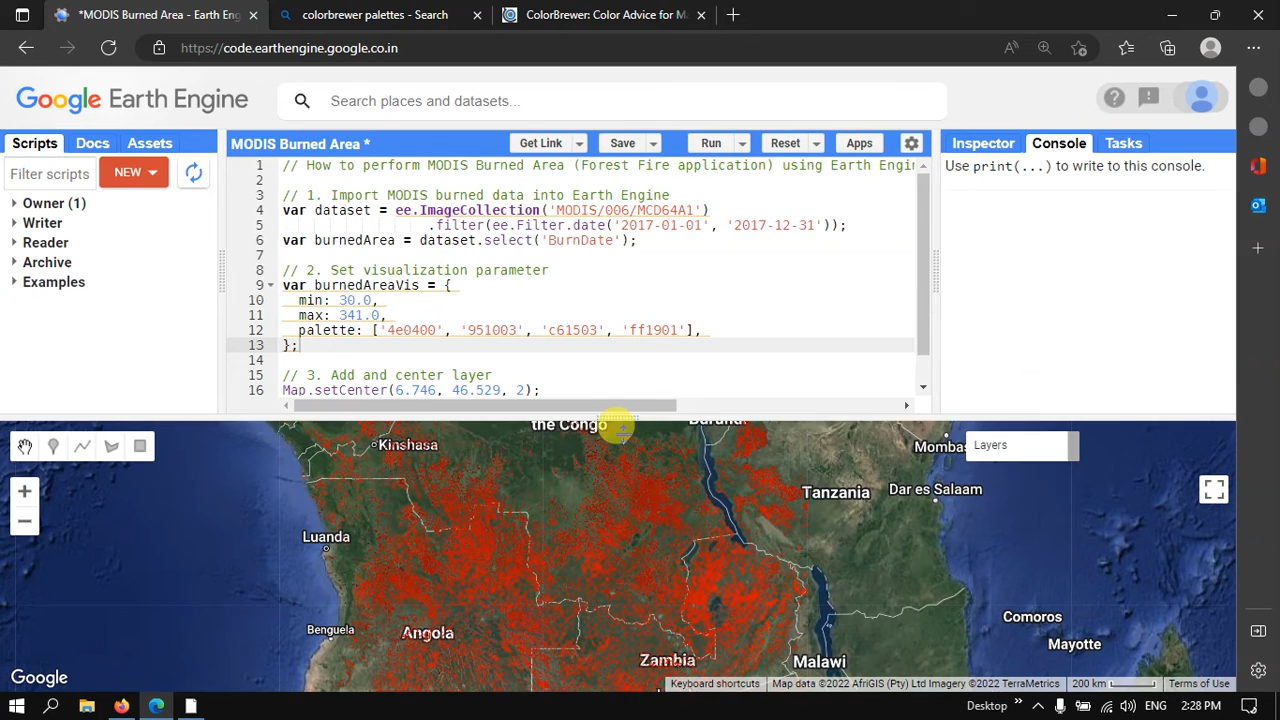 *MODIS Burned Area - Earth Eng
colorbrewer palettes - Search
ColorBrewer: Color Advice for Ma
https://code.earthengine.google.co.in
Google Earth Engine
Search places and datasets...
Scripts
Docs
Assets
Filter scripts
NEW
Owner (1)
Writer
Reader
Archive
Examples
MODIS Burned Area *
Get Link
Save
Run
Reset
Apps
1 // How to perform MODIS Burned Area (Forest Fire application) using Earth Engin
2
3 // 1. Import MODIS burned data into Earth Engine
4 var dataset = ee.ImageCollection('MODIS/006/MCD64A1')
5 .filter(ee.Filter.date('2017-01-01', '2017-12-31'));
6 var burnedArea = dataset.select('BurnDate');
7
8 // 2. Set visualization parameter
9 var burnedAreaVis = {
10 min: 30.0,
11 max: 341.0,
12 palette: ['4e0400', '951003', 'c61503', 'ff1901'],
13 };
14
15 // 3. Add and center layer
16 Map.setCenter(6.746, 46.529, 2);
Inspector
Console
Tasks
Use print(...) to write to this console.
the Congo
Burundi
Kinshasa
Mombas
Layers
Tanzania
Dar es Salaam
Luanda
Benguela
Angola
Comoros
Mayotte
Zambia
Malawi
Google
Keyboard shortcuts
Map data ©2022 AfriGIS (Pty) Ltd Imagery ©2022 TerraMetrics
200 km
Terms of Use
Desktop
ENG
2:28 PM